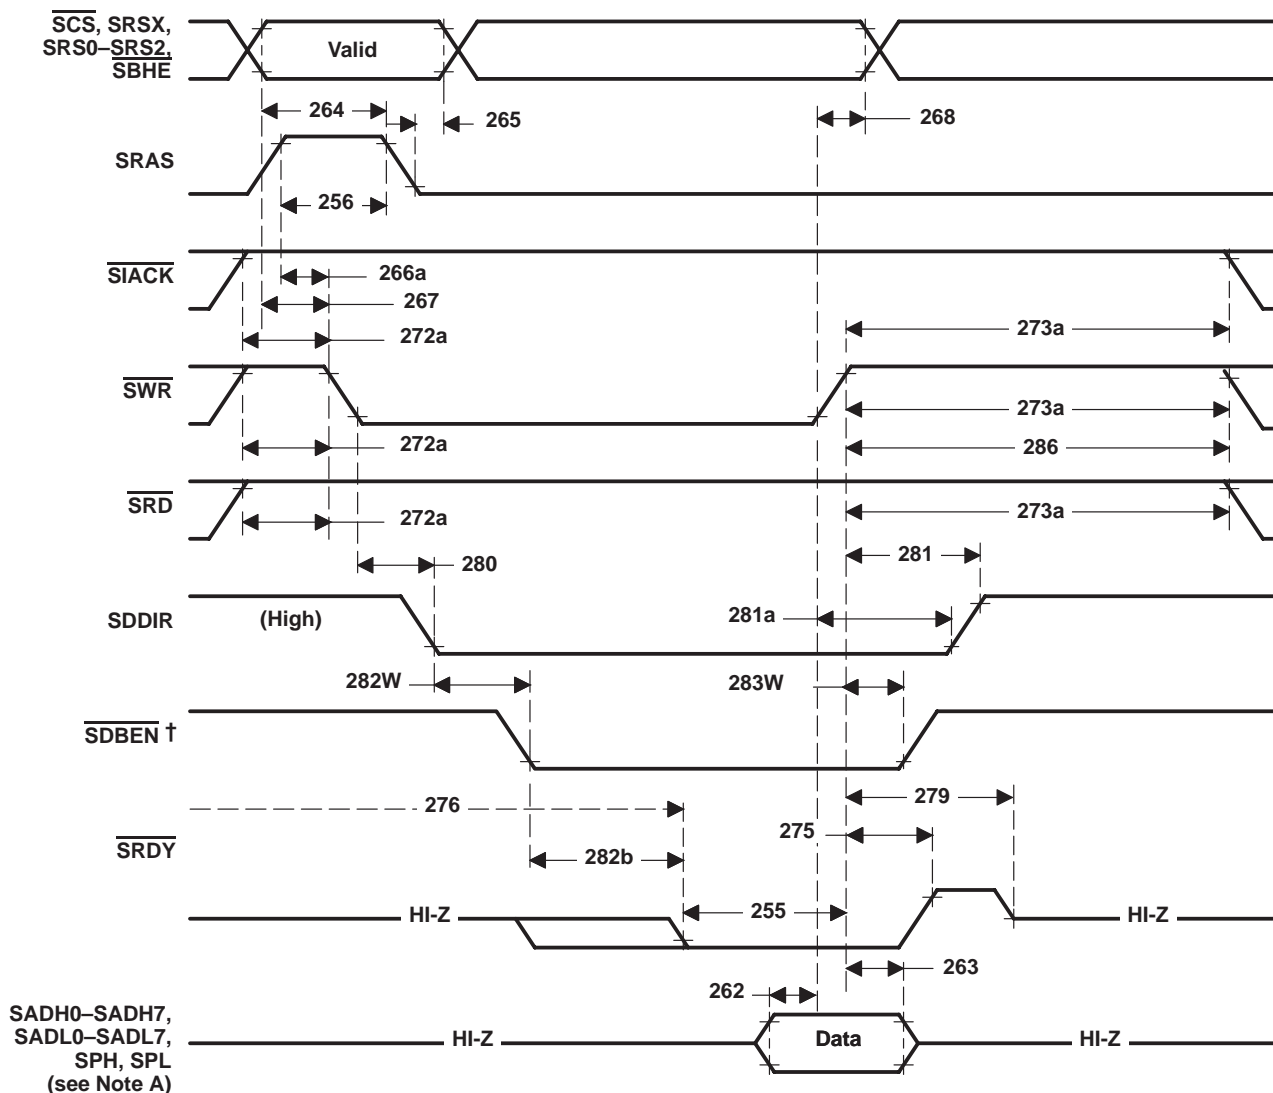 SCS, SRSX,
SRS0–SRS2,
SBHE
Valid
264
265
268
SRAS
256
SIACK
266a
267
272a
273a
SWR
273a
272a
286
SRD
272a
273a
280
281
SDDIR
(High)
281a
282W
283W
SDBEN †
276
279
275
SRDY
282b
HI-Z
255
HI-Z
263
262
SADH0–SADH7,
SADL0–SADL7,
SPH, SPL
(see Note A)
HI-Z
Data
HI-Z